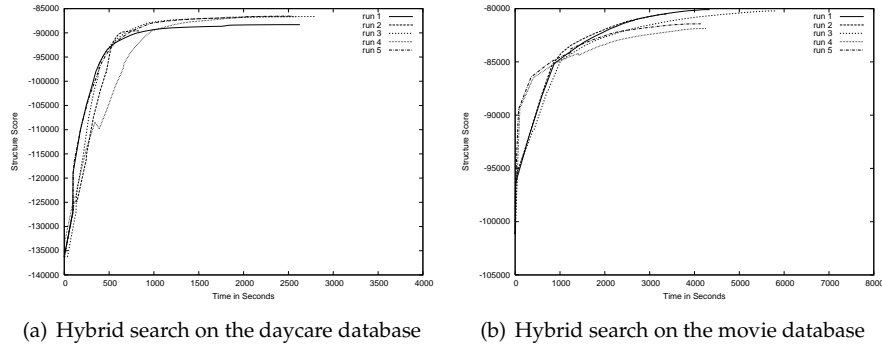 -85000
-90000
-95000
-100000
-105000
-110000
-115000
-120000
-125000
-130000
-135000
-140000
0 500 1000 1500 2000 2500 3000 3500 4000
Structure Score
Time in Seconds
run 1
run 2
run 3
run 4
run 5
(a) Hybrid search on the daycare database
-80000
-85000
-90000
-95000
-100000
-105000
0 1000 2000 3000 4000 5000 6000 7000 8000
Structure Score
Time in Seconds
run 1
run 2
run 3
run 4
run 5
(b) Hybrid search on the movie database